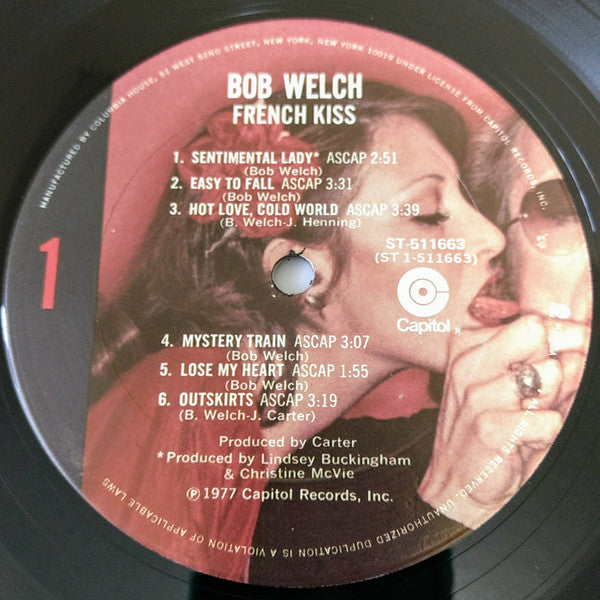 MANUFACTURED BY COLUMBIA HOUSE, 51 WEST 52ND STREET, NEW YORK, NEW YORK 10019 UNDER LICENSE FROM CAPITOL RECORDS, INC.
BOB WELCH
FRENCH KISS
1. SENTIMENTAL LADY* ASCAP 2:51
(Bob Welch)
2. EASY TO FALL ASCAP 3:31
(Bob Welch)
3. HOT LOVE, COLD WORLD ASCAP 3:39
(B. Welch-J. Henning)
1
ST-511663
(ST 1-511663)
Capitol®
4. MYSTERY TRAIN ASCAP 3:07
(Bob Welch)
5. LOSE MY HEART ASCAP 1:55
(Bob Welch)
6. OUTSKIRTS ASCAP 3:19
(B. Welch-J. Carter)
Produced by Carter
*Produced by Lindsey Buckingham
& Christine McVie
℗1977 Capitol Records, Inc.
ALL RIGHTS RESERVED. UNAUTHORIZED DUPLICATION IS A VIOLATION OF APPLICABLE LAWS